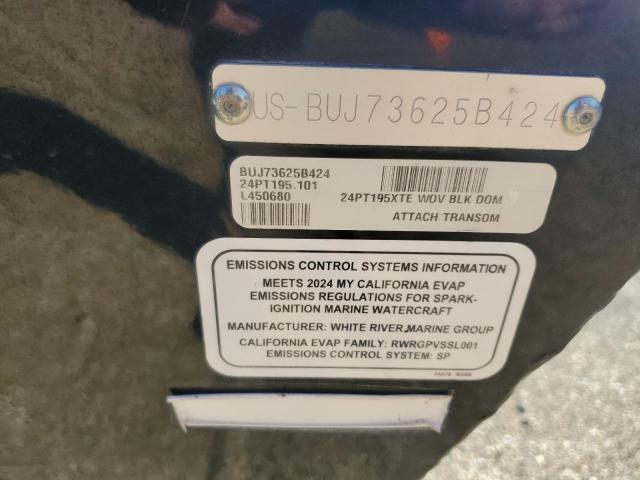 US-BUJ73625B424
BUJ73625B424
24PT195.101
L450680
24PT195XTE WOV BLK DOM
ATTACH TRANSOM
EMISSIONS CONTROL SYSTEMS INFORMATION
MEETS 2024 MY CALIFORNIA EVAP
EMISSIONS REGULATIONS FOR SPARK-
IGNITION MARINE WATERCRAFT
MANUFACTURER: WHITE RIVER MARINE GROUP
CALIFORNIA EVAP FAMILY: RWRGPVSSL001
EMISSIONS CONTROL SYSTEM: SP